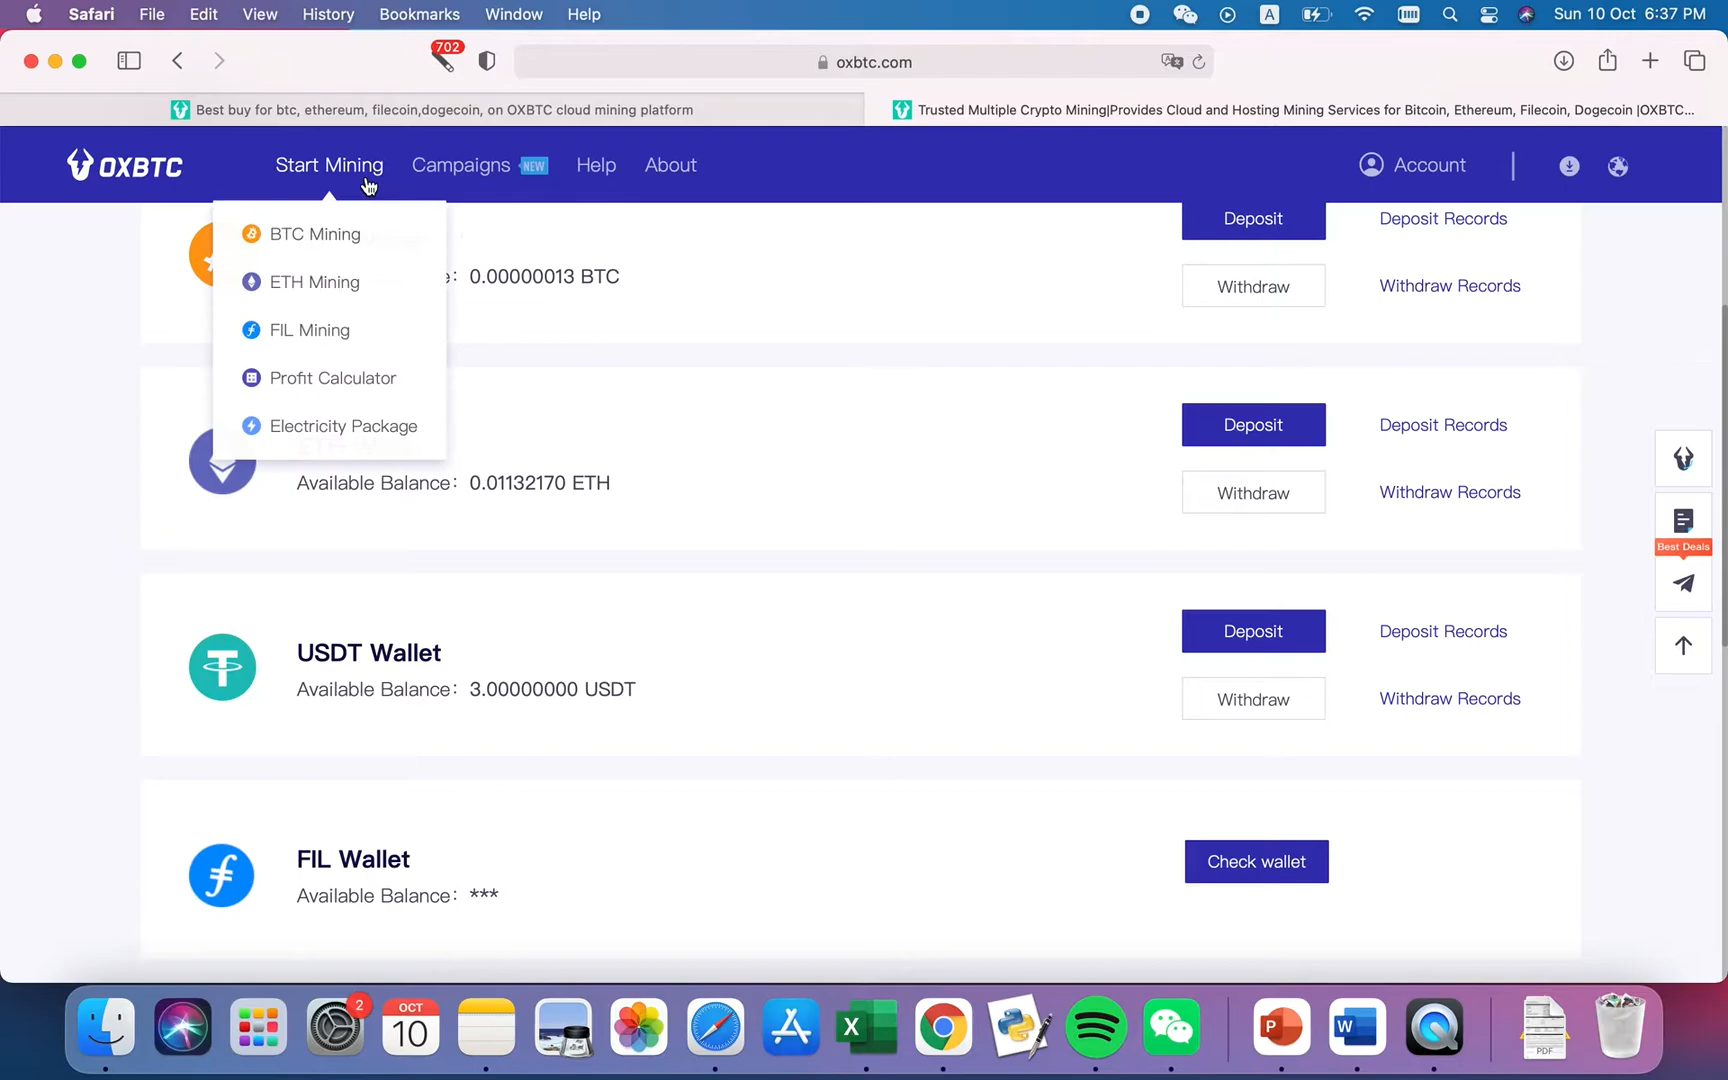 Safari File Edit View History Bookmarks Window Help A Sun 10 Oct 6:37 PM
702 oxbtc.com
Best buy for btc, ethereum, filecoin,dogecoin, on OXBTC cloud mining platform
Trusted Multiple Crypto Mining|Provides Cloud and Hosting Mining Services for Bitcoin, Ethereum, Filecoin, Dogecoin |OXBTC...
OXBTC Start Mining Campaigns NEW Help About Account
BTC Mining
ETH Mining
FIL Mining
Profit Calculator
Electricity Package
Deposit Deposit Records
: 0.00000013 BTC
Withdraw Withdraw Records
Deposit Deposit Records
Available Balance: 0.01132170 ETH
Withdraw Withdraw Records
Best Deals
USDT Wallet
Deposit Deposit Records
Available Balance: 3.00000000 USDT
Withdraw Withdraw Records
FIL Wallet
Check wallet
Available Balance: ***
2
OCT
10
X
P
W
PDF